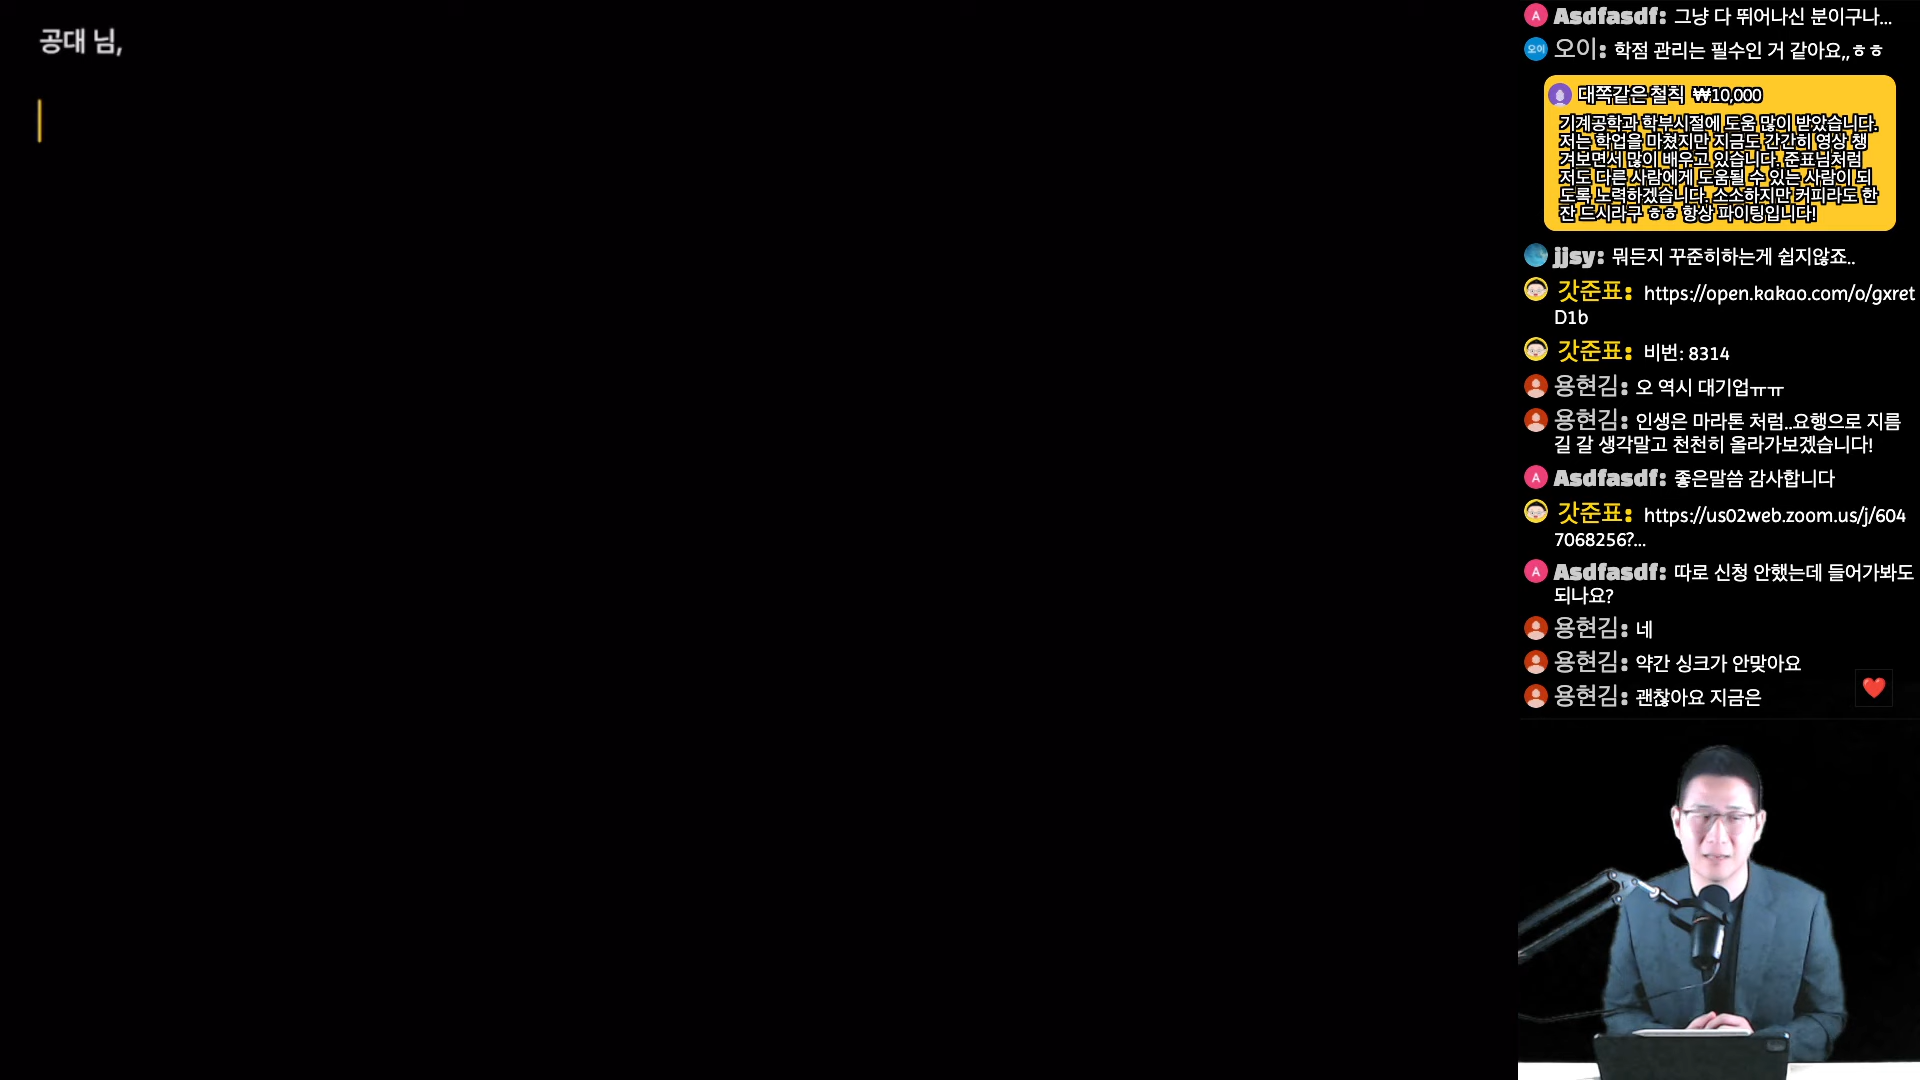 공대 님,
A Asdfasdf: 그냥 다 뛰어나신 분이구나...
오이 오이: 학점 관리는 필수인 거 같아요,,ㅎㅎ
대쪽같은 철칙 ₩10,000
기계공학과 학부시절에 도움 많이 받았습니다.
저는 학업을 마쳤지만 지금도 간간히 영상 챙
겨보면서 많이 배우고 있습니다. 준표님처럼
저도 다른 사람에게 도움될 수 있는 사람이 되
도록 노력하겠습니다. 소소하지만 커피라도 한
잔 드시라구 ㅎㅎ 항상 파이팅입니다!
jjsy: 뭐든지 꾸준히하는게 쉽지않죠..
갓준표: https://open.kakao.com/o/gxret
D1b
갓준표: 비번: 8314
용현김: 오 역시 대기업ㅠㅠ
용현김: 인생은 마라톤 처럼..요행으로 지름
길 갈 생각말고 천천히 올라가보겠습니다!
A Asdfasdf: 좋은말씀 감사합니다
갓준표: https://us02web.zoom.us/j/604
7068256?...
A Asdfasdf: 따로 신청 안했는데 들어가봐도
되나요?
용현김: 네
용현김: 약간 싱크가 안맞아요
용현김: 괜찮아요 지금은